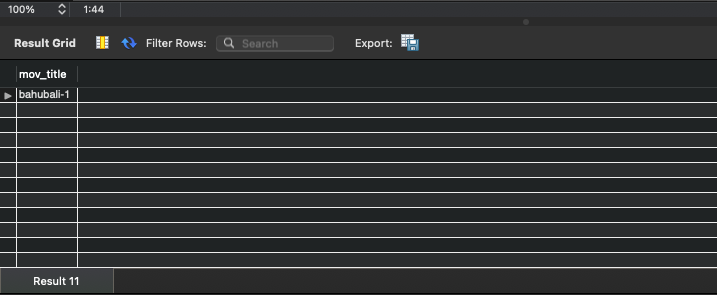 100% 1:44
Result Grid Filter Rows: Search Export:
mov_title
bahubali-1
Result 11